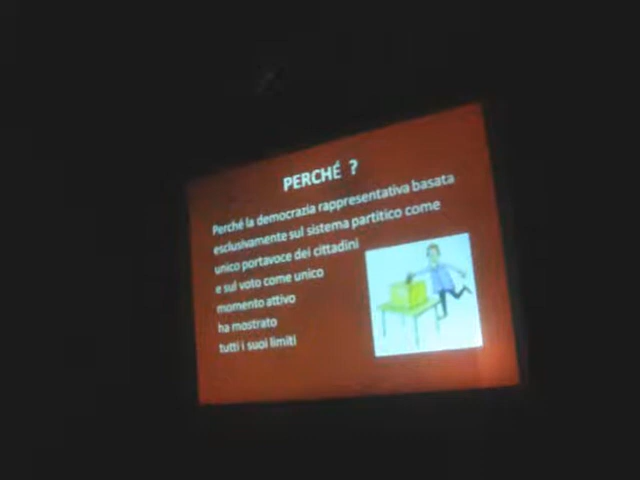 PERCHÉ ?
Perché la democrazia rappresentativa basata
esclusivamente sul sistema partitico come
unico portavoce dei cittadini
e sul voto come unico
momento attivo
ha mostrato
tutti i suoi limiti